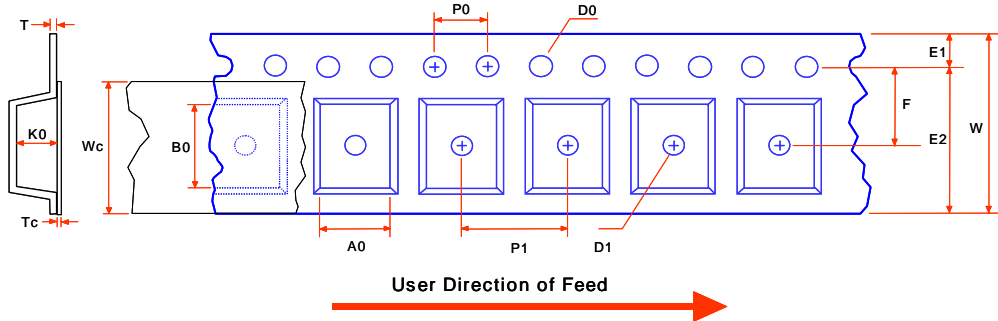 T
P0
D0
E1
F
W
K0
Wc
B0
E2
Tc
A0
P1
D1
User Direction of Feed